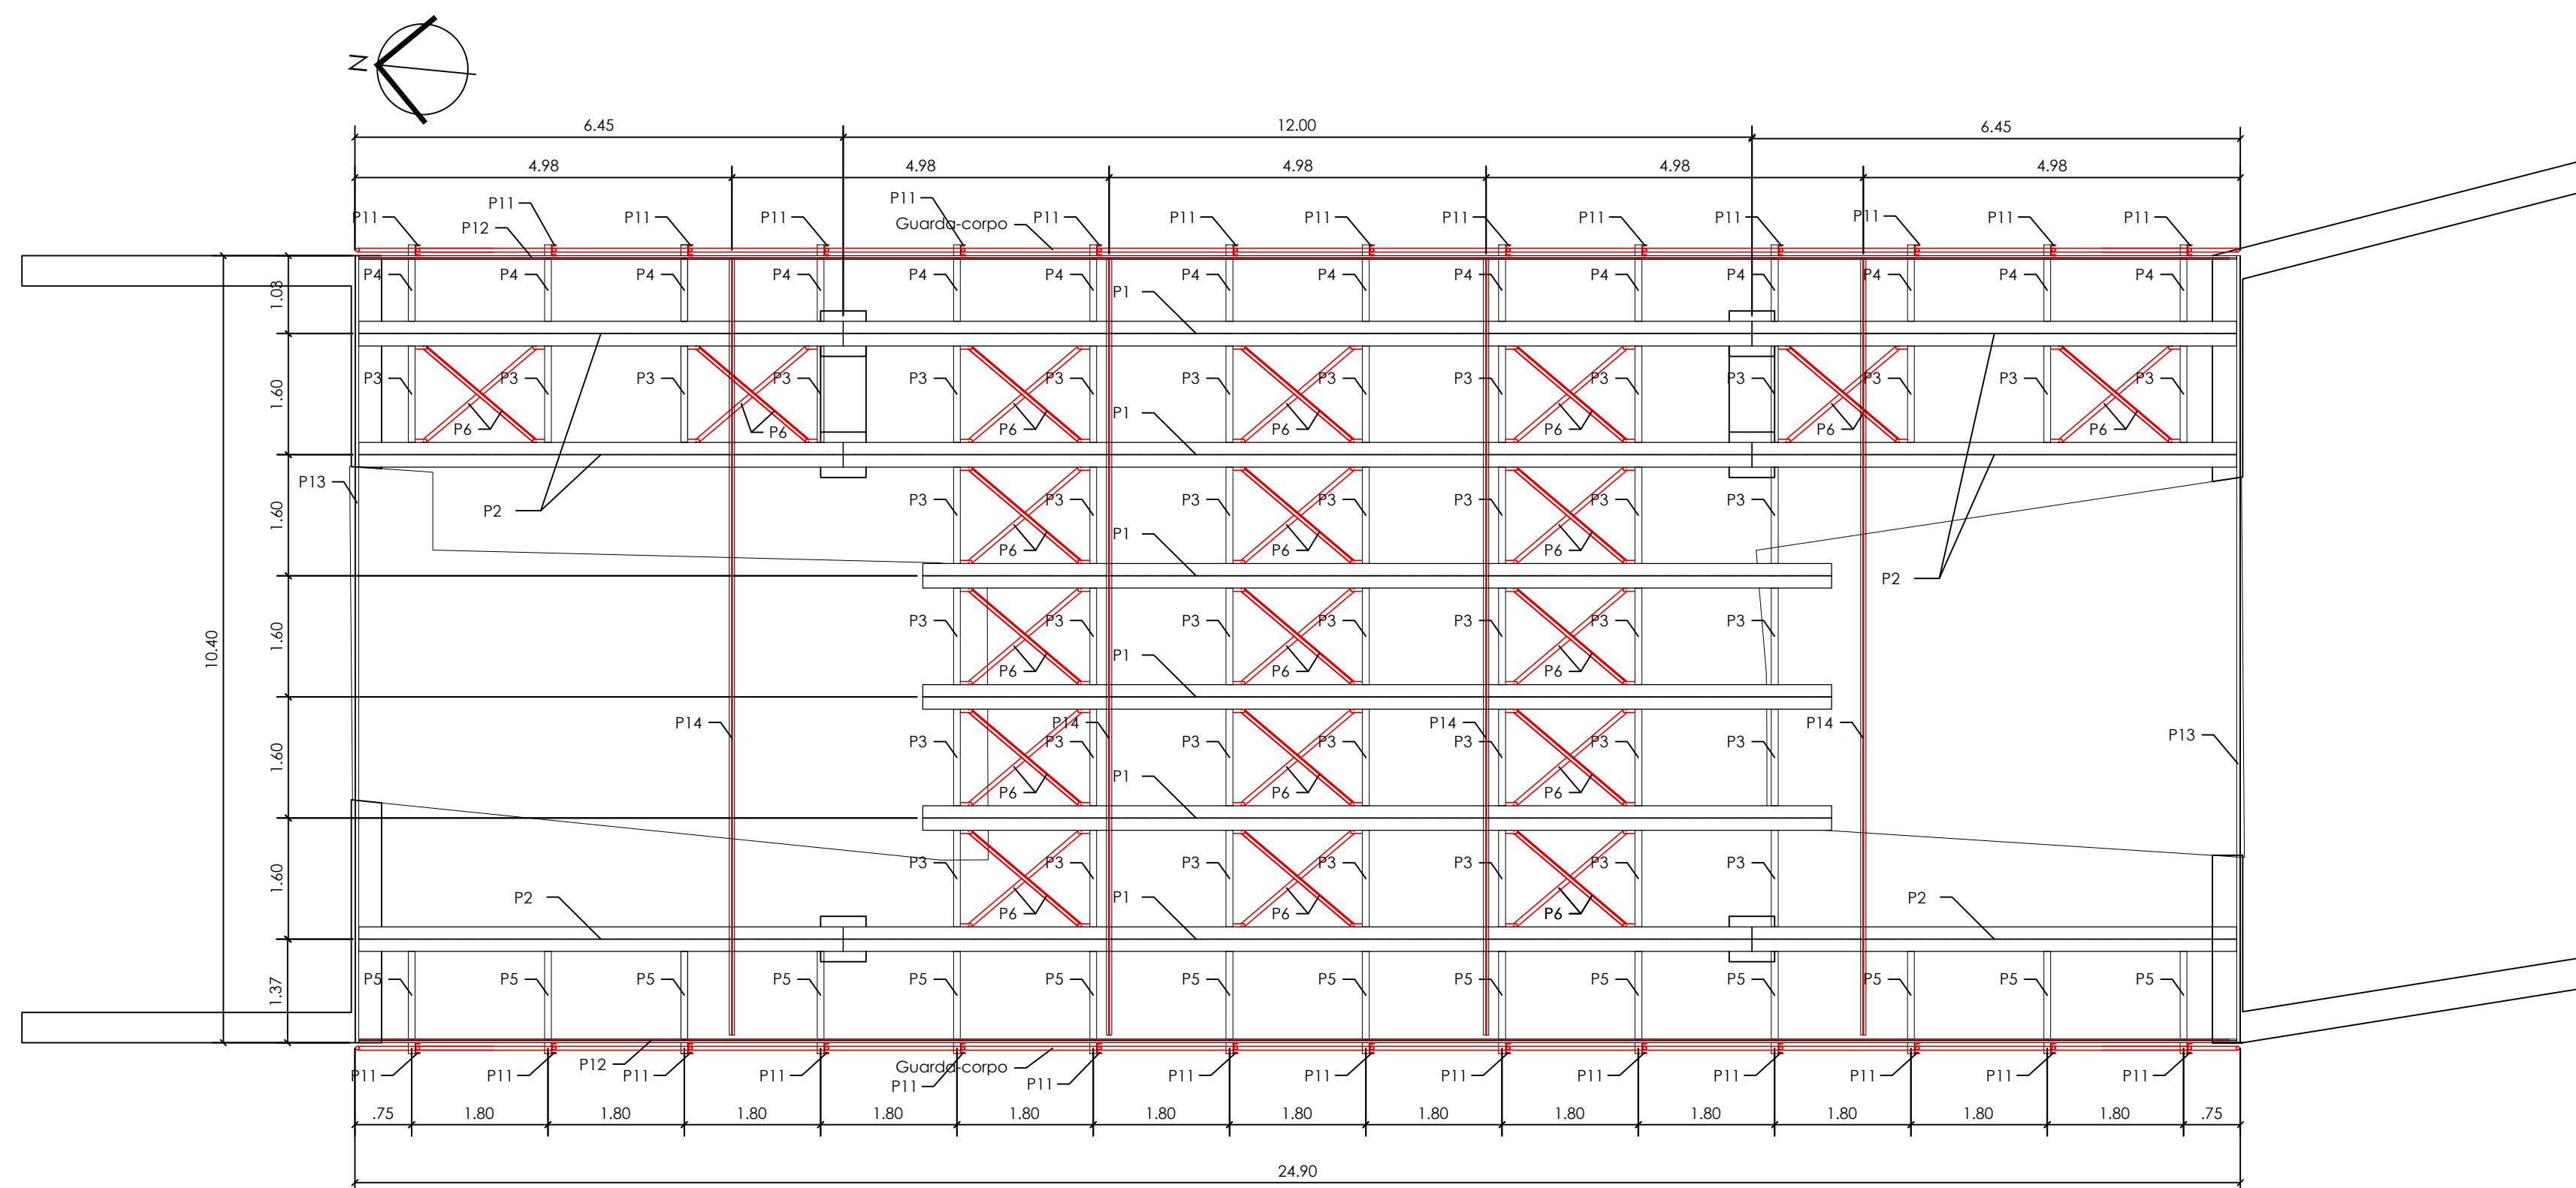 N
6.45 12.00 6.45
4.98 4.98 4.98 4.98 4.98
P11 P11 P11 P11 P11 P11 P11 P11 P11 P11 P11 P11 P11 P11
P12 Guarda-corpo
P4 P4 P4 P4 P4 P4 P4 P4 P4 P4 P4 P4 P4 P4
1.03
P1
P3 P3 P3 P3 P3 P3 P3 P3 P3 P3 P3 P3 P3 P3
1.60
P1
P6 P6 P6 P6 P6 P6 P6
P13
P2
P3 P3 P3 P3 P3 P3 P3
1.60
P1
P6 P6 P6
P2
P3 P3 P3 P3 P3 P3 P3
1.60
10.40
P1
P6 P6 P6
P14 P14 P14 P14
P13
P3 P3 P3 P3 P3 P3 P3
1.60
P1
P6 P6 P6
P3 P3 P3 P3 P3 P3 P3
1.60
P2 P1 P2
P6 P6 P6
P5 P5 P5 P5 P5 P5 P5 P5 P5 P5 P5 P5 P5 P5
1.37
P12 Guarda-corpo
P11 P11 P11 P11 P11 P11 P11 P11 P11 P11 P11 P11 P11 P11
.75 1.80 1.80 1.80 1.80 1.80 1.80 1.80 1.80 1.80 1.80 1.80 1.80 1.80 .75
24.90